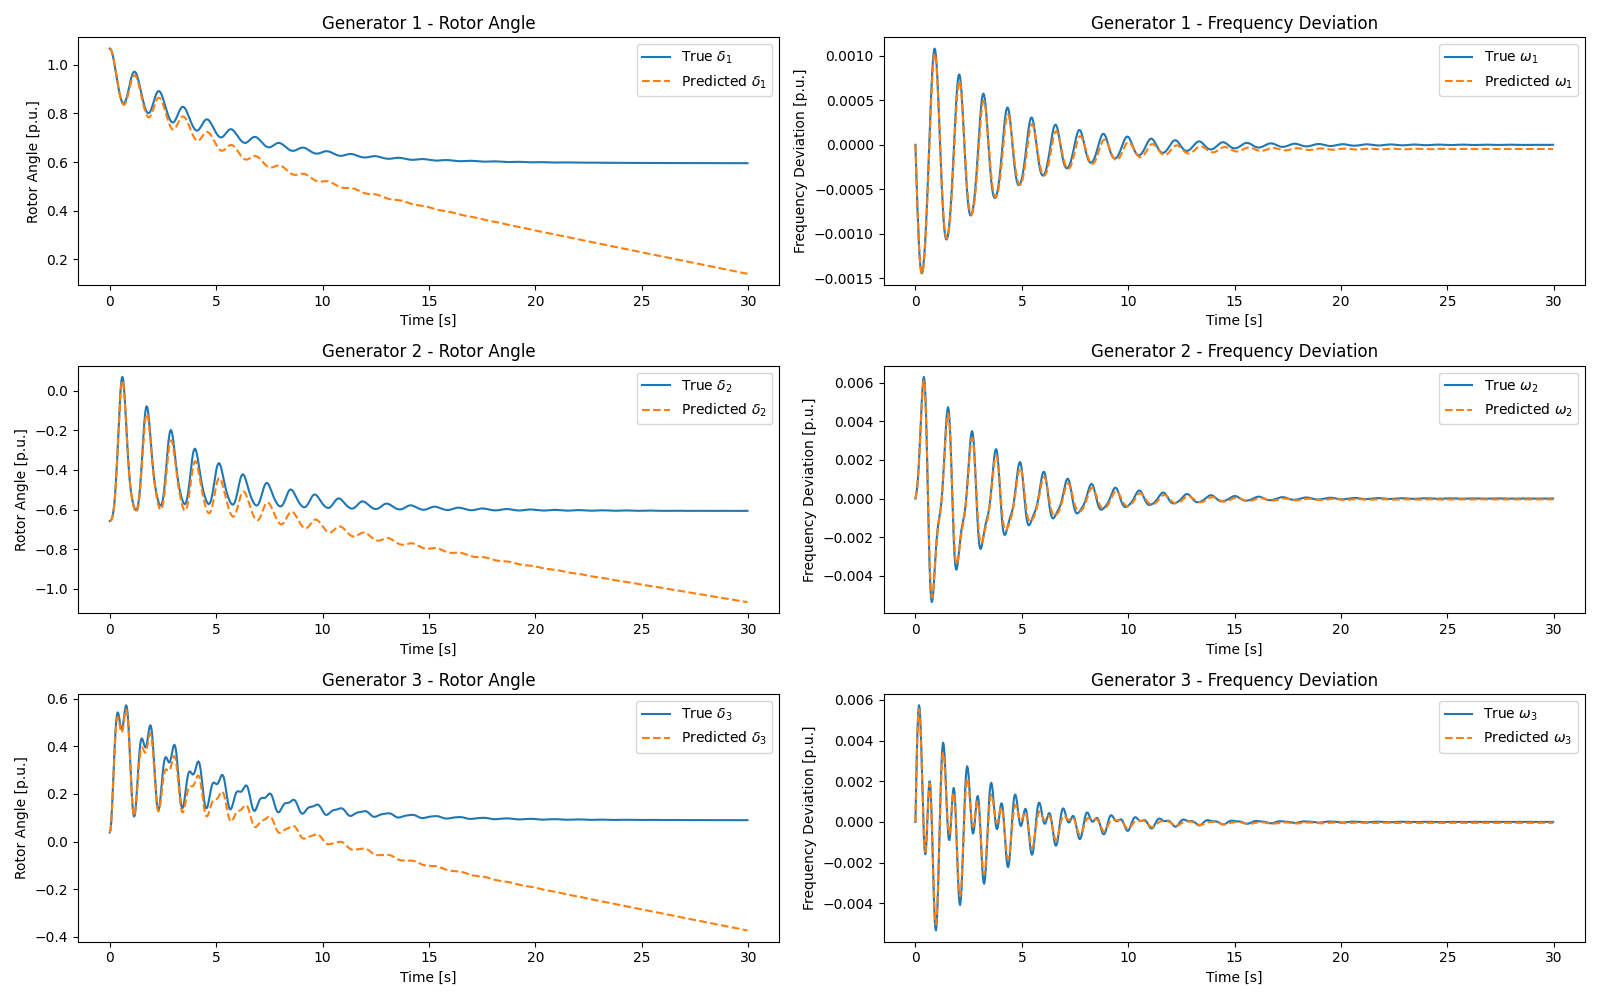 Generator 1 - Rotor Angle
Rotor Angle [p.u.]
1.0
0.8
0.6
0.4
0.2
True δ1
Predicted δ1
0 5 10 15 20 25 30
Time [s]
Generator 1 - Frequency Deviation
Frequency Deviation [p.u.]
0.0010
0.0005
0.0000
−0.0005
−0.0010
−0.0015
True ω1
Predicted ω1
0 5 10 15 20 25 30
Time [s]
Generator 2 - Rotor Angle
Rotor Angle [p.u.]
0.0
−0.2
−0.4
−0.6
−0.8
−1.0
True δ2
Predicted δ2
0 5 10 15 20 25 30
Time [s]
Generator 2 - Frequency Deviation
Frequency Deviation [p.u.]
0.006
0.004
0.002
0.000
−0.002
−0.004
True ω2
Predicted ω2
0 5 10 15 20 25 30
Time [s]
Generator 3 - Rotor Angle
Rotor Angle [p.u.]
0.6
0.4
0.2
0.0
−0.2
−0.4
True δ3
Predicted δ3
0 5 10 15 20 25 30
Time [s]
Generator 3 - Frequency Deviation
Frequency Deviation [p.u.]
0.006
0.004
0.002
0.000
−0.002
−0.004
True ω3
Predicted ω3
0 5 10 15 20 25 30
Time [s]